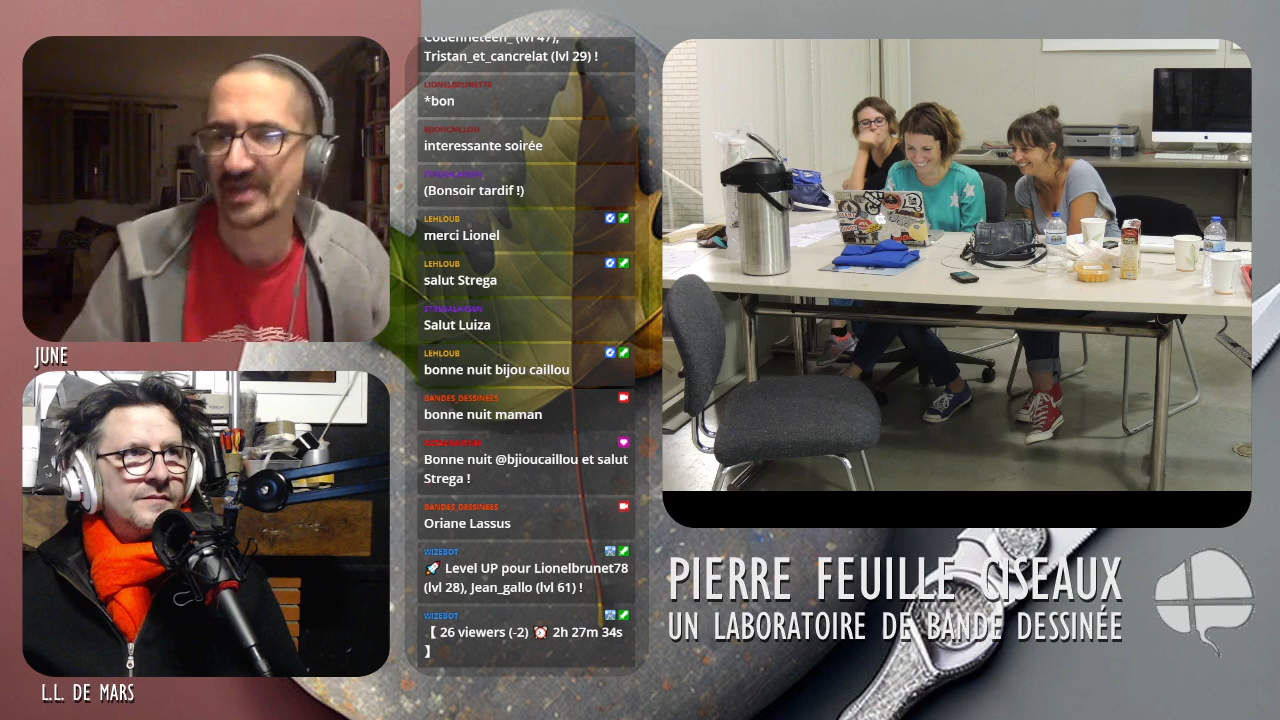 JUNE
L.L. DE MARS
Tristan_et_cancrelat (lvl 29) !
LIONELBRUNET78
*bon
BJIOUCAILLOU
interessante soirée
(Bonsoir tardif !)
LEHLOUB
merci Lionel
LEHLOUB
salut Strega
Salut Luiza
LEHLOUB
bonne nuit bijou caillou
BANDES_DESSINEES
bonne nuit maman
Bonne nuit @bjioucaillou et salut
Strega !
BANDES_DESSINEES
Oriane Lassus
WIZEBOT
🚀 Level UP pour Lionelbrunet78
(lvl 28), Jean_gallo (lvl 61) !
WIZEBOT
【 26 viewers (-2) ⏰ 2h 27m 34s
】
PIERRE FEUILLE CISEAUX
UN LABORATOIRE DE BANDE DESSINÉE